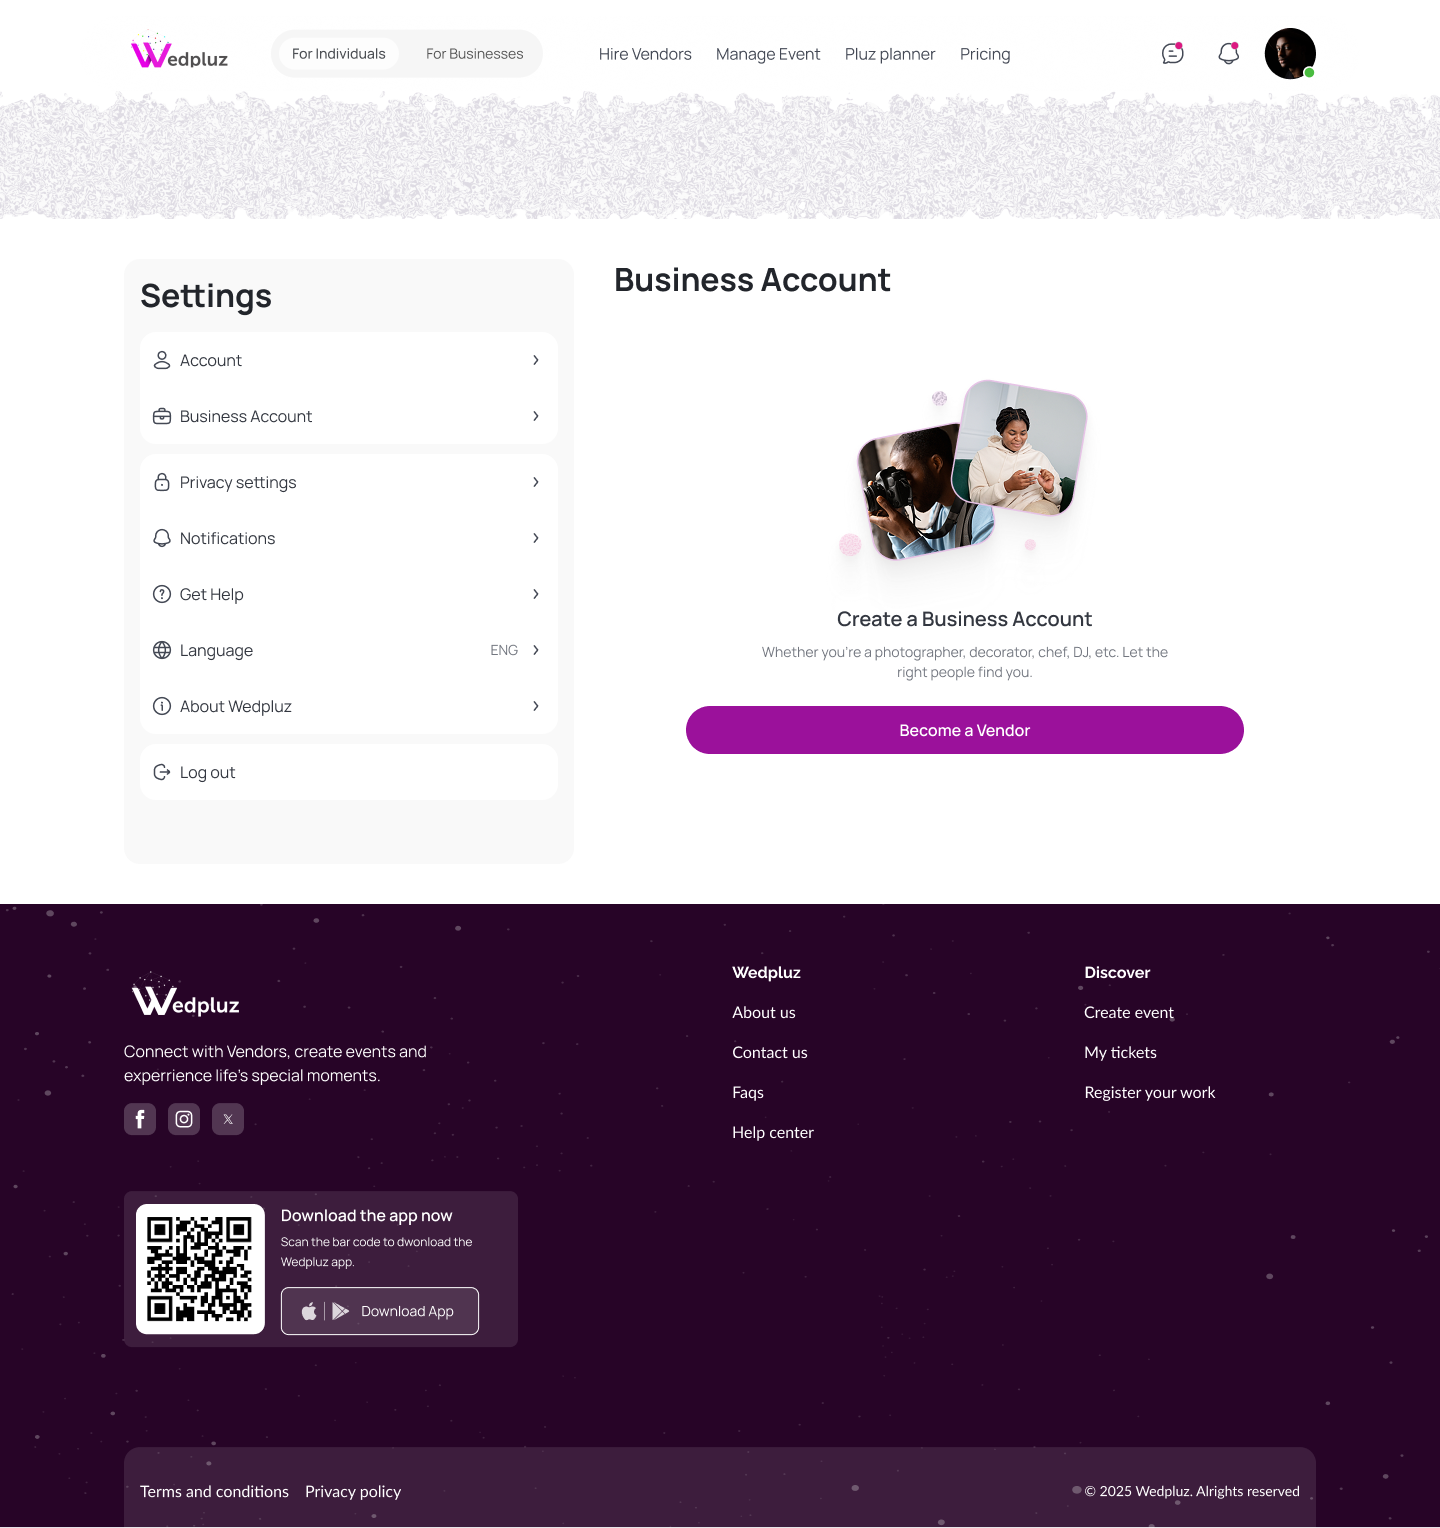 Wedpluz
For Individuals
For Businesses
Hire Vendors
Manage Event
Pluz planner
Pricing
Settings
Account
Business Account
Privacy settings
Notifications
Get Help
Language
ENG
About Wedpluz
Log out
Business Account
Create a Business Account
Whether you're a photographer, decorator, chef, DJ, etc. Let the
right people find you.
Become a Vendor
Wedpluz
Connect with Vendors, create events and
experrience life's special moments.
Download the app now
Scan the bar code to dwonload the
Wedpluz app.
Download App
Wedpluz
About us
Contact us
Faqs
Help center
Discover
Create event
My tickets
Register your work
Terms and conditions
Privacy policy
© 2025 Wedpluz. Alrights reserved